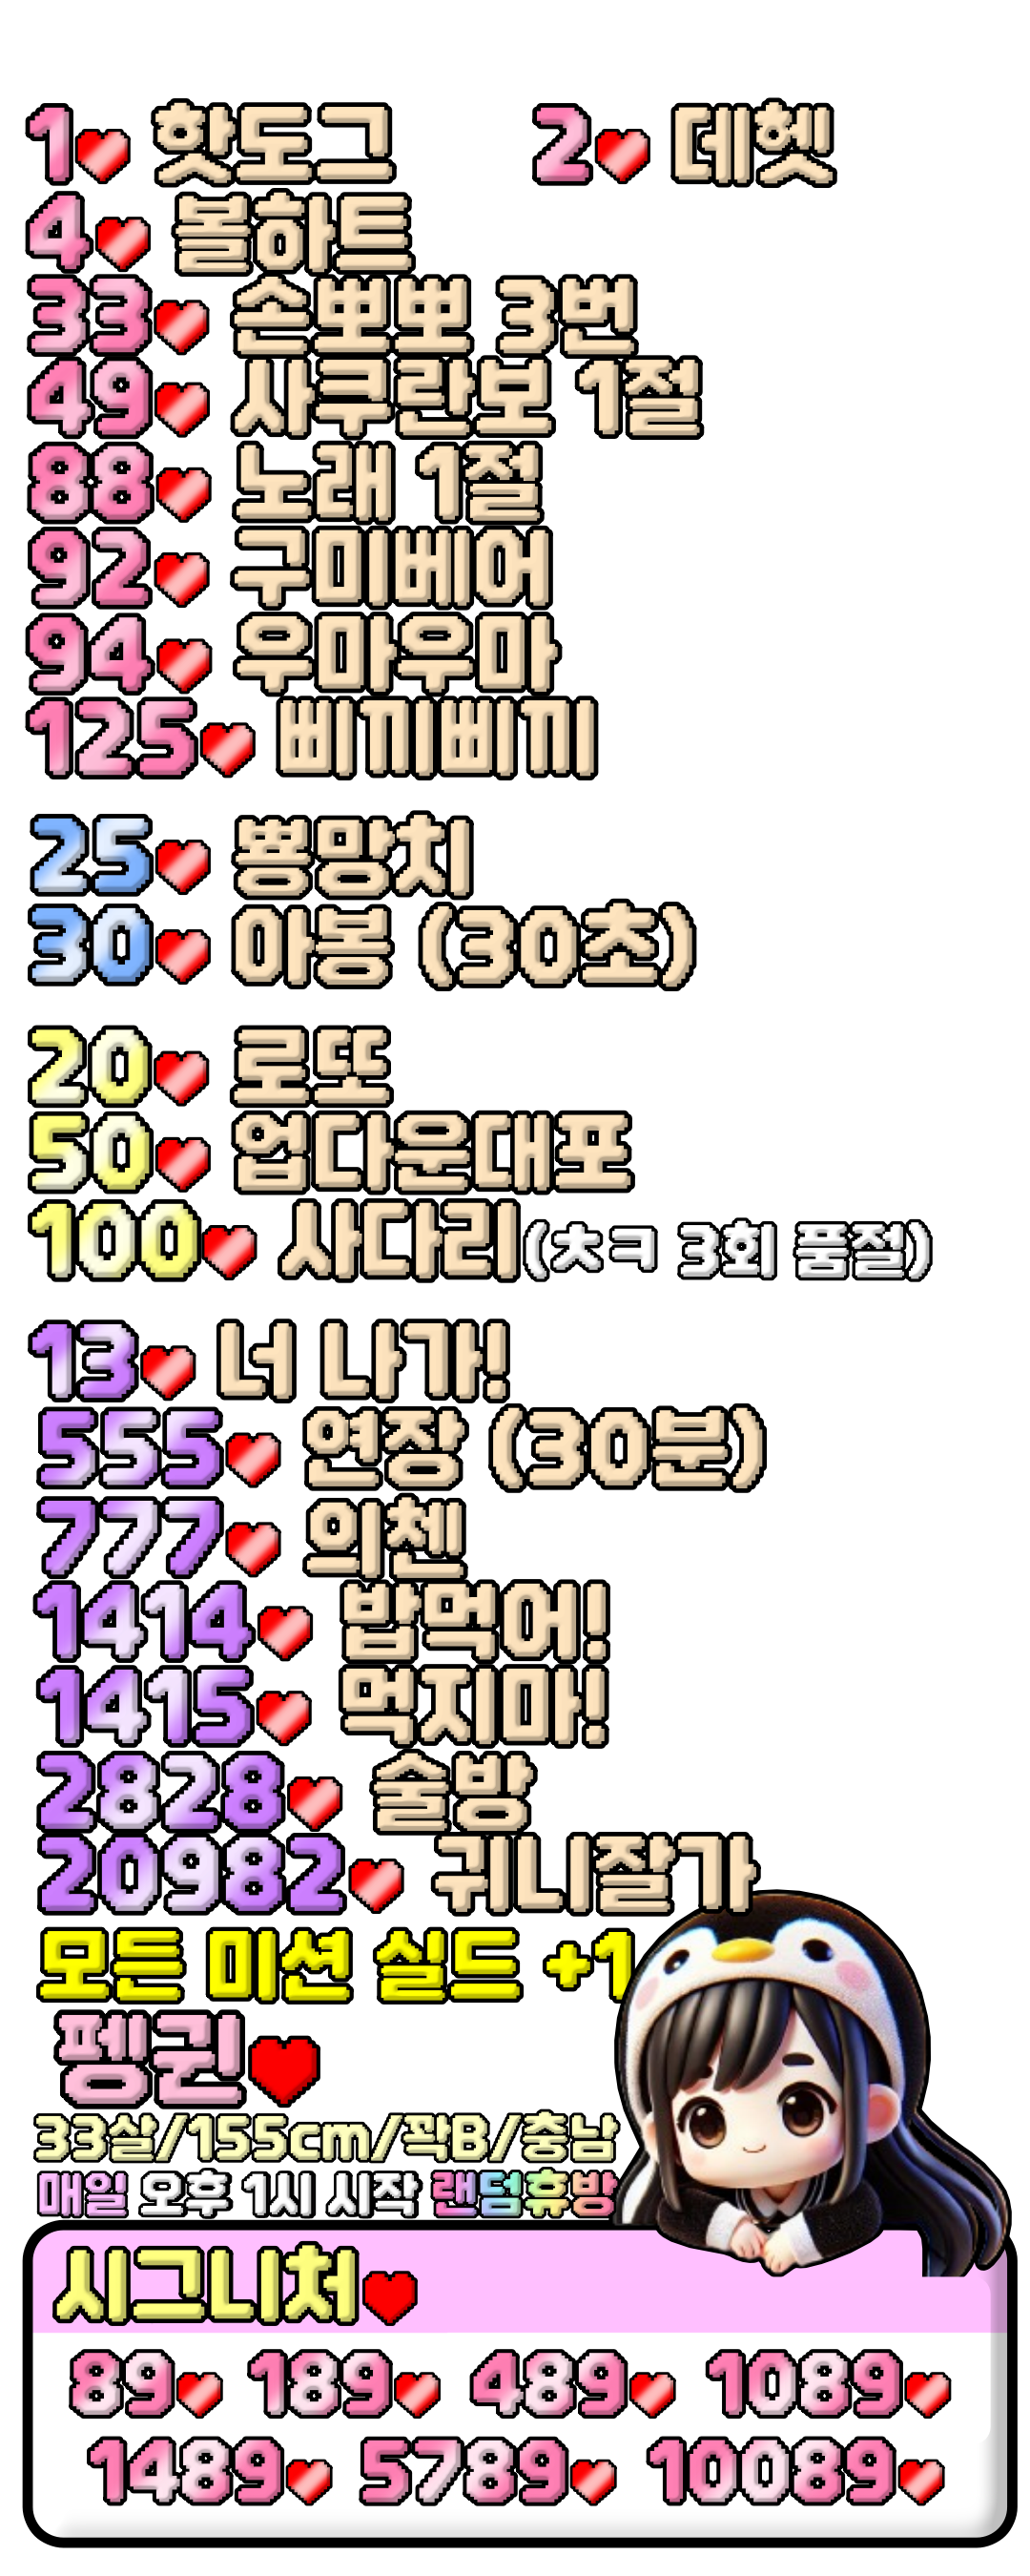 1♥ 핫도그 2♥ 데헷
4♥ 볼하트
33♥ 손뽀뽀 3번
49♥ 사쿠란보 1절
88♥ 노래 1절
92♥ 구미베어
94♥ 우마우마
125♥ 삐끼삐끼
25♥ 뿅망치
30♥ 아봉 (30초)
20♥ 로또
50♥ 업다운대포
100♥ 사다리(ㅊㅋ 3회 품절)
13♥ 너 나가!
555♥ 연장 (30분)
777♥ 의첸
1414♥ 밥먹어!
1415♥ 먹지마!
2828♥ 술방
20982♥ 귀니잘가
모든 미션 실드 +1
펭귄♥
33살/155cm/꽉B/충남
매일 오후 1시 시작 랜덤휴방
시그니처♥
89♥ 189♥ 489♥ 1089♥
1489♥ 5789♥ 10089♥